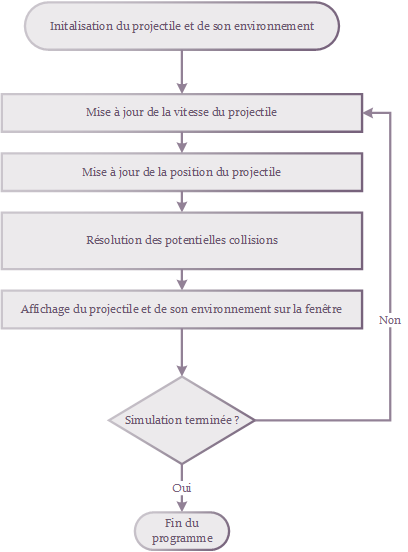 Initalisation du projectile et de son environnement
Mise à jour de la vitesse du projectile
Mise à jour de la position du projectile
Résolution des potentielles collisions
Affichage du projectile et de son environnement sur la fenêtre
Non
Simulation terminée ?
Oui
Fin du
programme